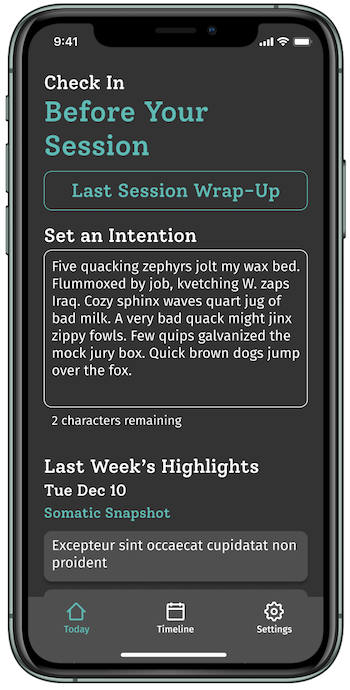 9:41
Check In
Before Your
Session
Last Session Wrap-Up
Set an Intention
Five quacking zephyrs jolt my wax bed.
Flummoxed by job, kvetching W. zaps
Iraq. Cozy sphinx waves quart jug of
bad milk. A very bad quack might jinx
zippy fowls. Few quips galvanized the
mock jury box. Quick brown dogs jump
over the fox.
2 characters remaining
Last Week's Highlights
Tue Dec 10
Somatic Snapshot
Excepteur sint occaecat cupidatat non
proident
Today
Timeline
Settings